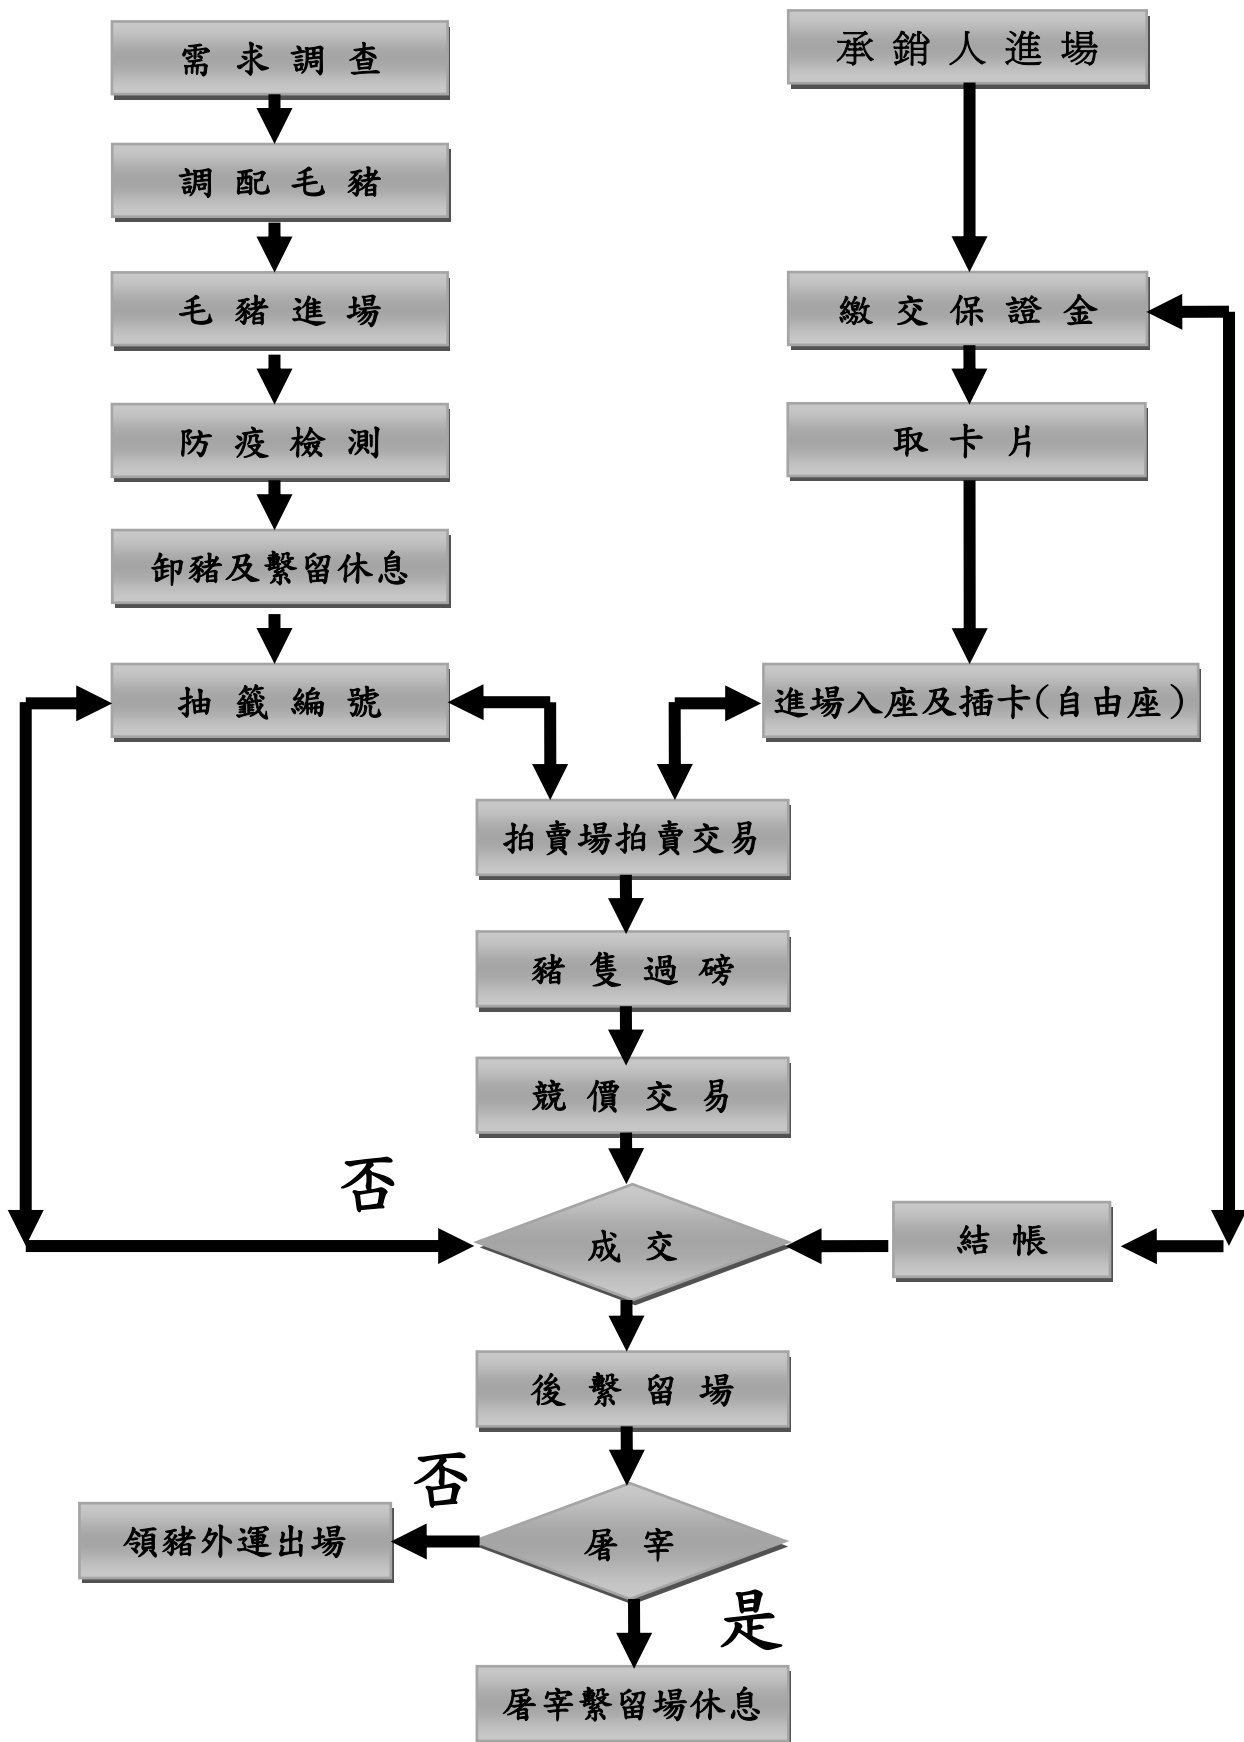 需求調查
調配毛豬
毛豬進場
防疫檢測
卸豬及繫留休息
抽籤編號
承銷人進場
繳交保證金
取卡片
進場入座及插卡(自由座)
拍賣場拍賣交易
豬隻過磅
競價交易
否
成交
結帳
後繫留場
否
領豬外運出場
屠宰
是
屠宰繫留場休息